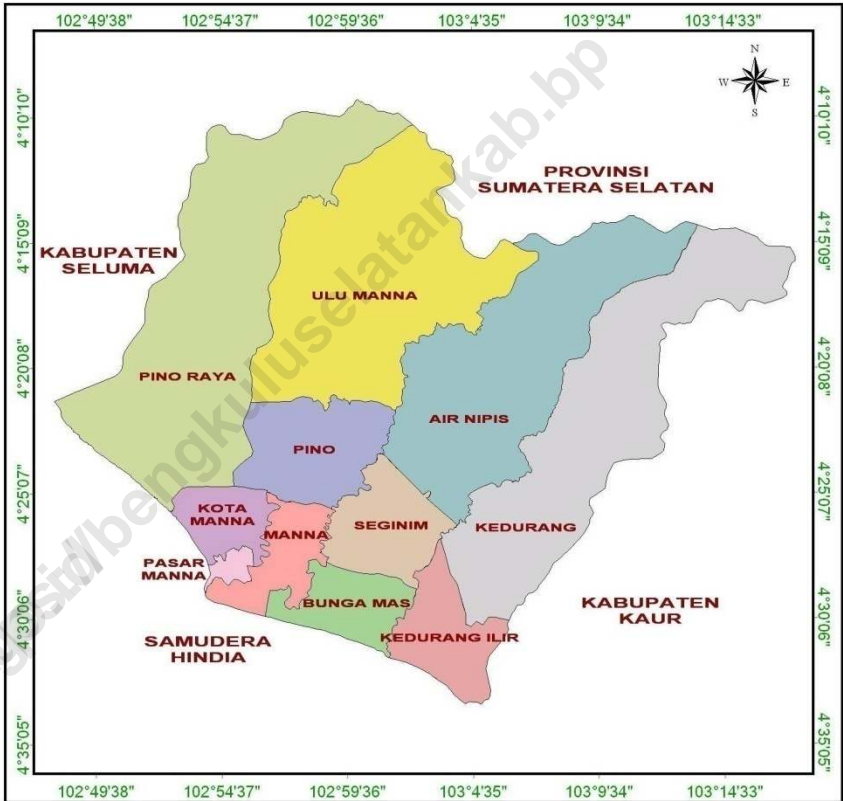 102°49'38" 102°54'37" 102°59'36" 103°4'35" 103°9'34" 103°14'33"
N
W E
S
4°10'10" 4°10'10"
PROVINSI
SUMATERA SELATAN
4°15'09" 4°15'09"
KABUPATEN
SELUMA
ULU MANNA
4°20'08" 4°20'08"
PINO RAYA
AIR NIPIS
PINO
4°25'07" 4°25'07"
KOTA
MANNA
MANNA
SEGINIM
KEDURANG
PASAR
MANNA
BUNGA MAS
KABUPATEN
KAUR
4°30'06" 4°30'06"
SAMUDERA
HINDIA
KEDURANG ILIR
4°35'05" 4°35'05"
102°49'38" 102°54'37" 102°59'36" 103°4'35" 103°9'34" 103°14'33"
bengkuluselatankab.bp